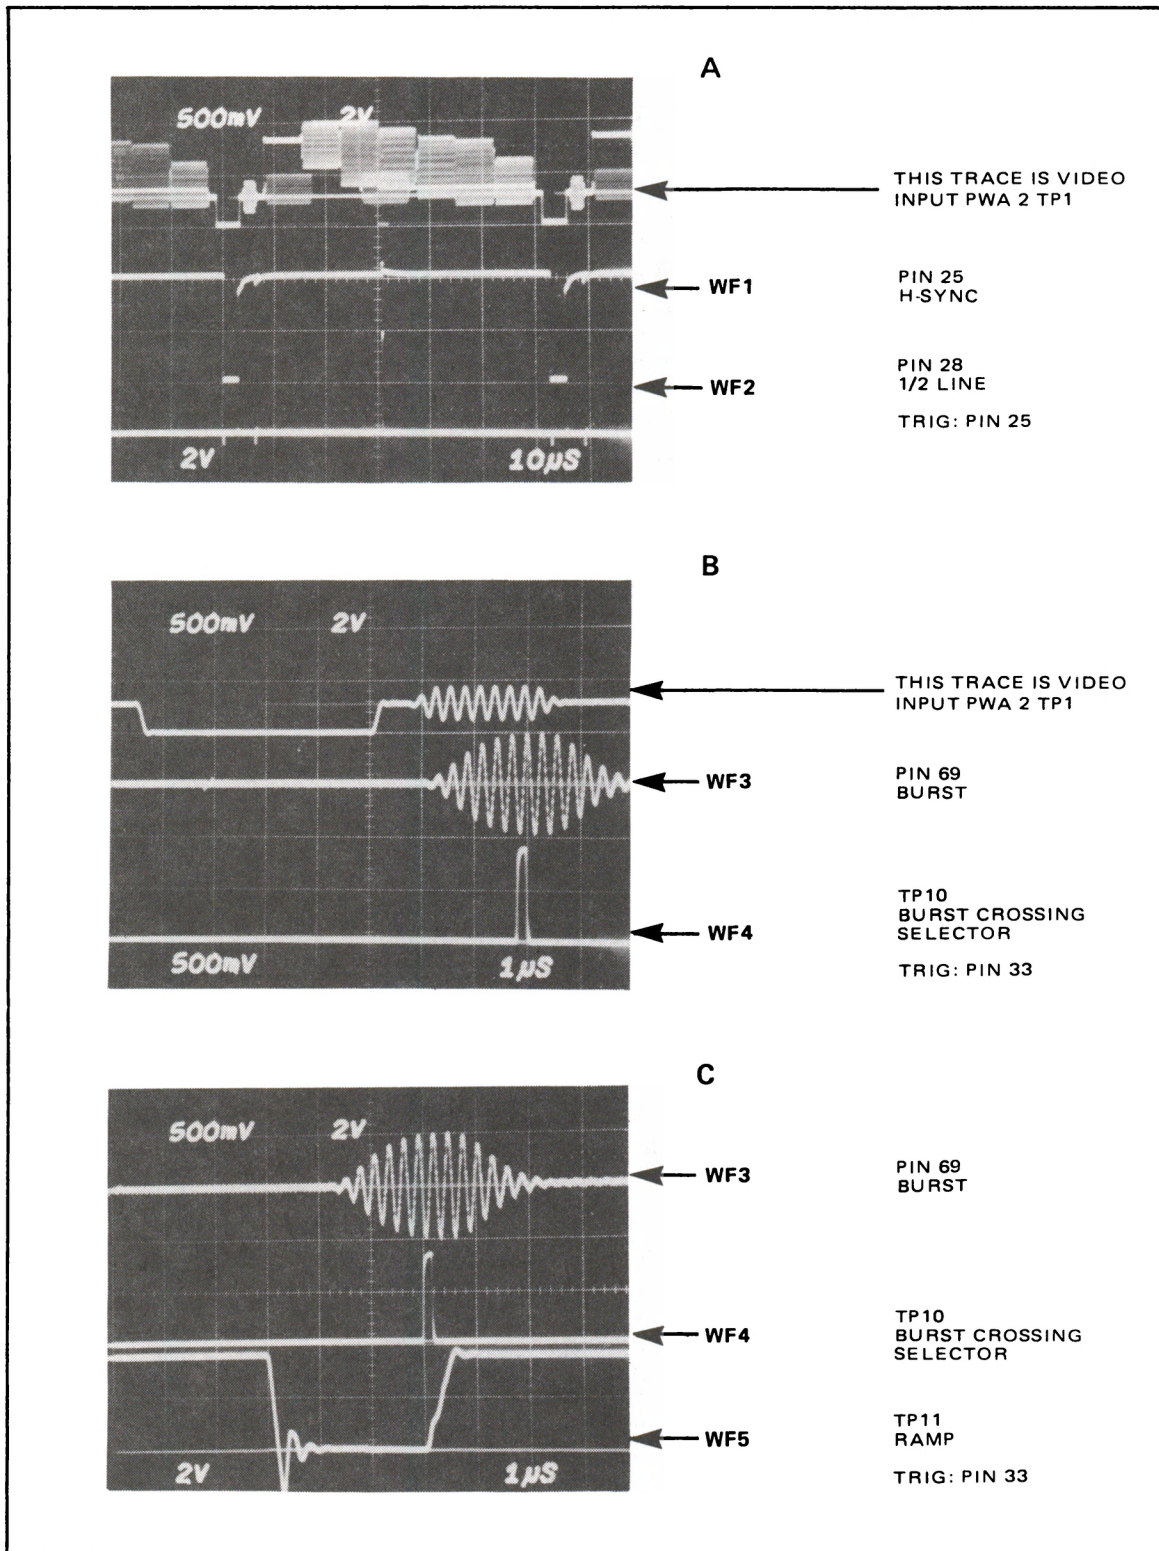 A
500mV 2V
THIS TRACE IS VIDEO
INPUT PWA 2 TP1
WF1
PIN 25
H-SYNC
WF2
PIN 28
1/2 LINE
TRIG: PIN 25
2V 10µS
B
500mV 2V
THIS TRACE IS VIDEO
INPUT PWA 2 TP1
WF3
PIN 69
BURST
WF4
TP10
BURST CROSSING
SELECTOR
TRIG: PIN 33
500mV 1µS
C
500mV 2V
WF3
PIN 69
BURST
WF4
TP10
BURST CROSSING
SELECTOR
WF5
TP11
RAMP
TRIG: PIN 33
2V 1µS